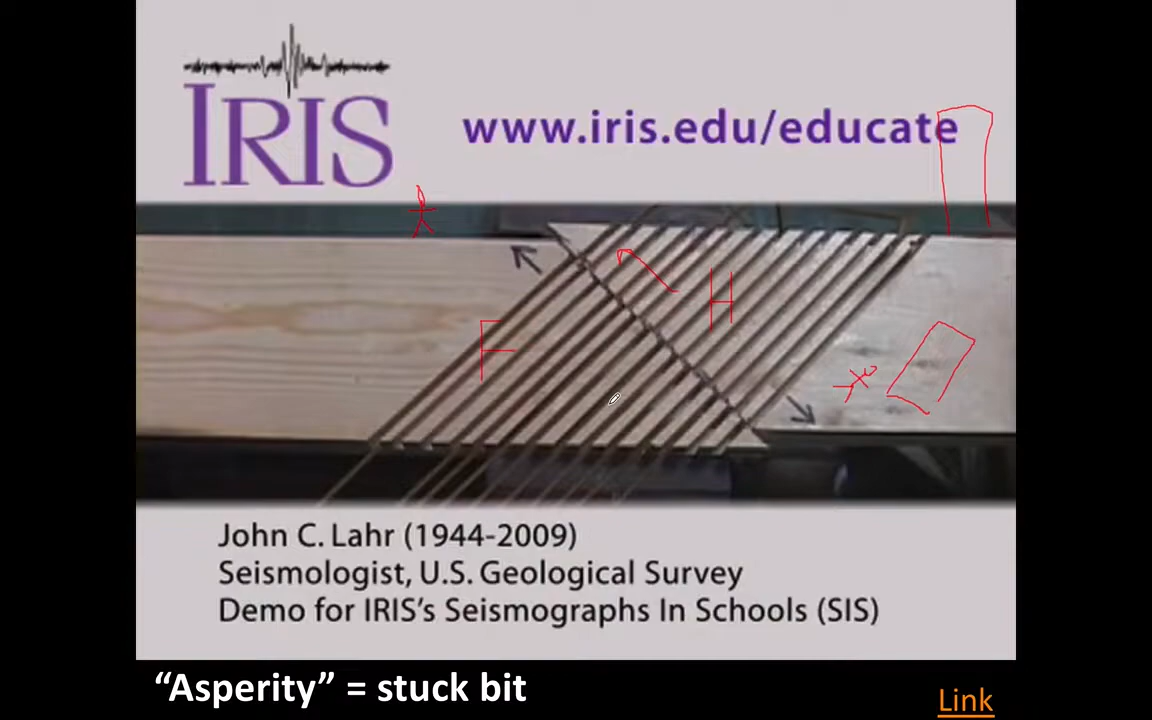 IRIS
www.iris.edu/educate
F
H
John C. Lahr (1944-2009)
Seismologist, U.S. Geological Survey
Demo for IRIS's Seismographs In Schools (SIS)
“Asperity” = stuck bit
Link